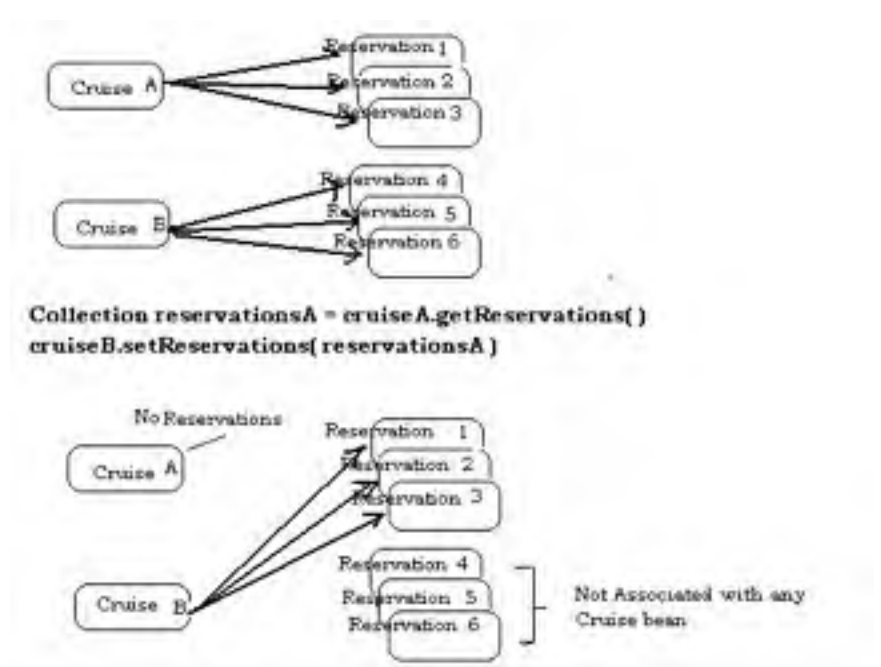 Reservation 1
Cruise A
Reservation 2
Reservation 3
Reservation 4
Cruise B
Reservation 5
Reservation 6
Collection reservationsA = cruiseA.getReservations( )
cruiseB.setReservations( reservationsA )
No Reservations
Reservation 1
Cruise A
Reservation 2
Reservation 3
Reservation 4
Cruise B
Reservation 5
Reservation 6
Not Associated with any
Cruise bean